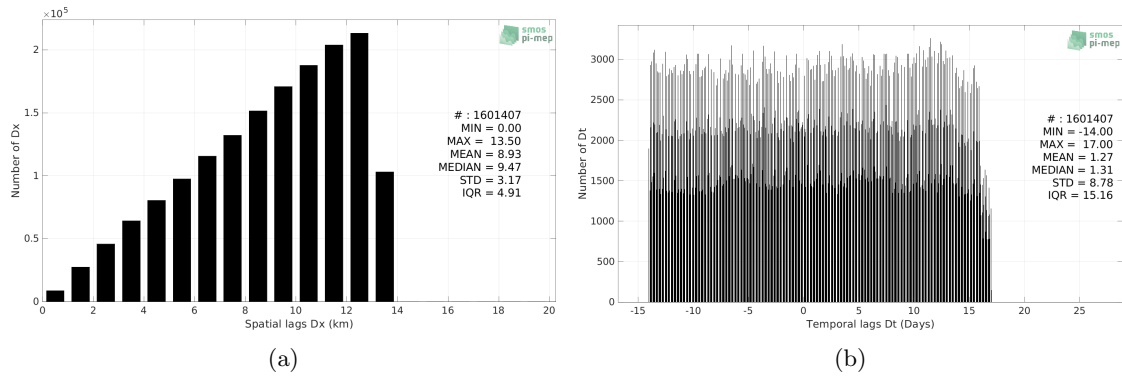 ×10^5
2
1.5
1
0.5
0
Number of Dx
smos
pi-mep
# : 1601407
MIN = 0.00
MAX = 13.50
MEAN = 8.93
MEDIAN = 9.47
STD = 3.17
IQR = 4.91
0 2 4 6 8 10 12 14 16 18 20
Spatial lags Dx (km)
(a)
3000
2500
2000
1500
1000
500
0
Number of Dt
smos
pi-mep
# : 1601407
MIN = -14.00
MAX = 17.00
MEAN = 1.27
MEDIAN = 1.31
STD = 8.78
IQR = 15.16
-15 -10 -5 0 5 10 15 20 25
Temporal lags Dt (Days)
(b)